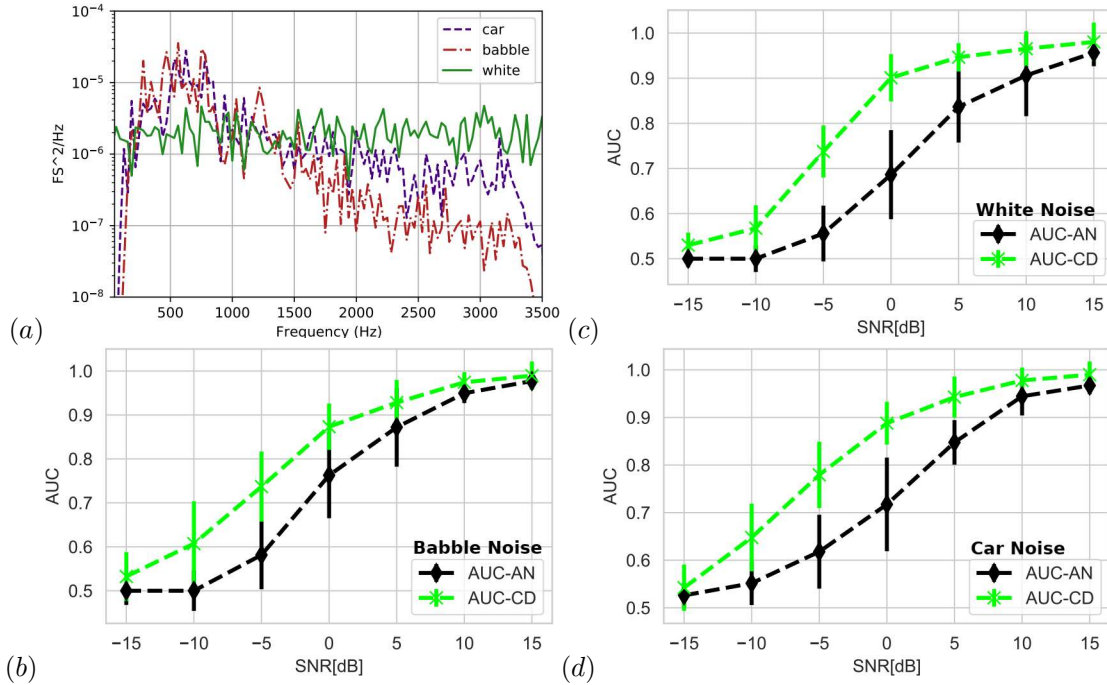 10^−4
10^−5
10^−6
10^−7
10^−8
FS^2/Hz
car
babble
white
500 1000 1500 2000 2500 3000 3500
Frequency (Hz)
(a)
1.0
0.9
0.8
0.7
0.6
0.5
AUC
White Noise
AUC-AN
AUC-CD
−15 −10 −5 0 5 10 15
SNR[dB]
(c)
1.0
0.9
0.8
0.7
0.6
0.5
AUC
Babble Noise
AUC-AN
AUC-CD
−15 −10 −5 0 5 10 15
SNR[dB]
(b)
1.0
0.9
0.8
0.7
0.6
0.5
AUC
Car Noise
AUC-AN
AUC-CD
−15 −10 −5 0 5 10 15
SNR[dB]
(d)